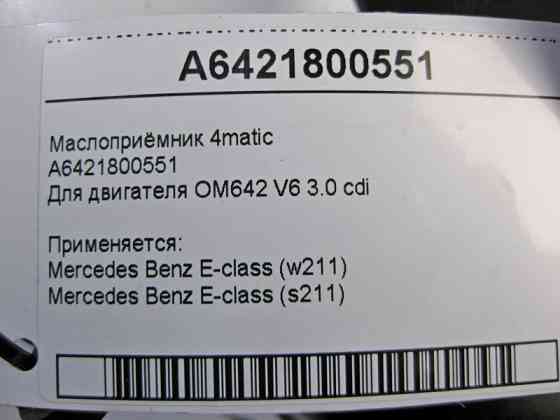 A6421800551
Маслоприёмник 4matic
A6421800551
Для двигателя OM642 V6 3.0 cdi
Применяется:
Mercedes Benz E-class (w211)
Mercedes Benz E-class (s211)